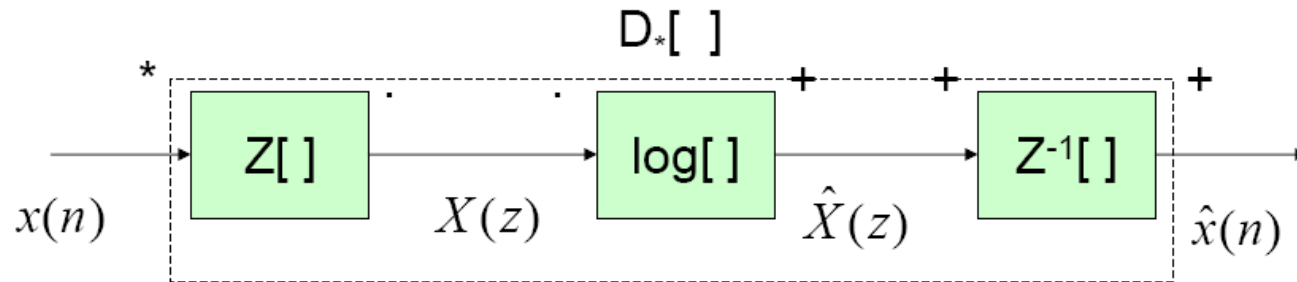 D*[ ]
* . . + + +
Z[ ] log[ ] Z-1[ ]
x(n) X(z) X̂(z) x̂(n)